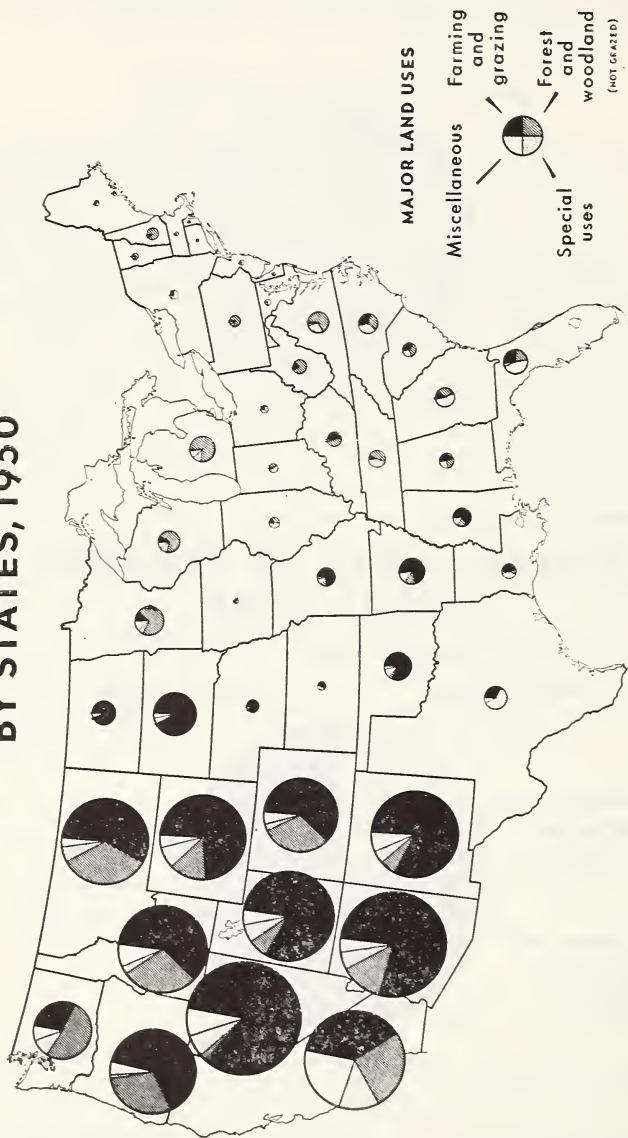 BY STATES, 1950
MAJOR LAND USES
Miscellaneous
Farming
and
grazing
Special
uses
Forest
and
woodland
(NOT GRAZED)